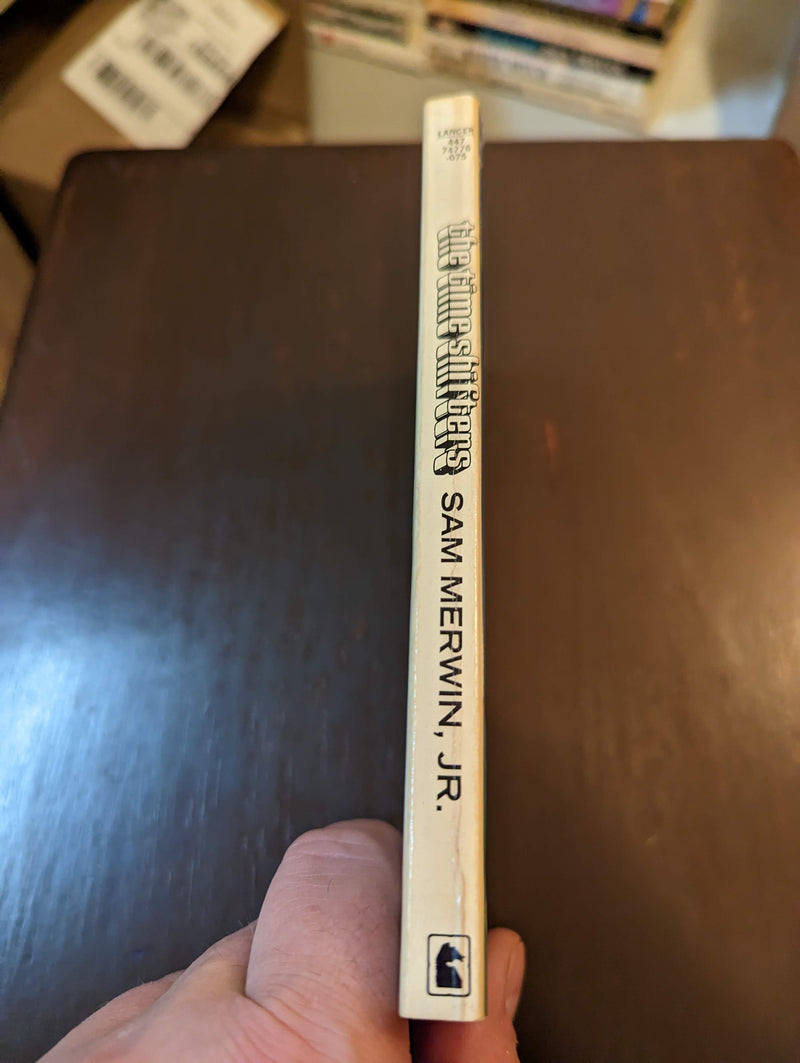 LANCER
447
74776
-075
the time shifters
SAM MERWIN, JR.